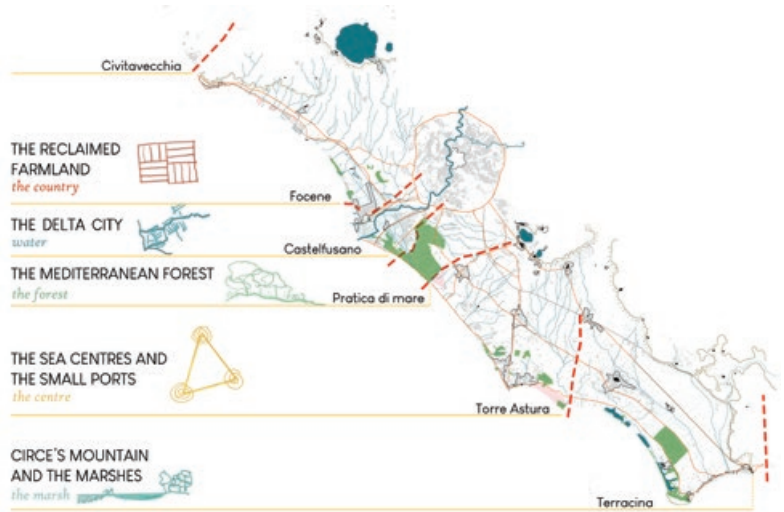 Civitavecchia
THE RECLAIMED
FARMLAND
the country
Focene
THE DELTA CITY
water
Castelfusano
THE MEDITERRANEAN FOREST
the forest
Pratica di mare
THE SEA CENTRES AND
THE SMALL PORTS
the centre
Torre Astura
CIRCE'S MOUNTAIN
AND THE MARSHES
the marsh
Terracina